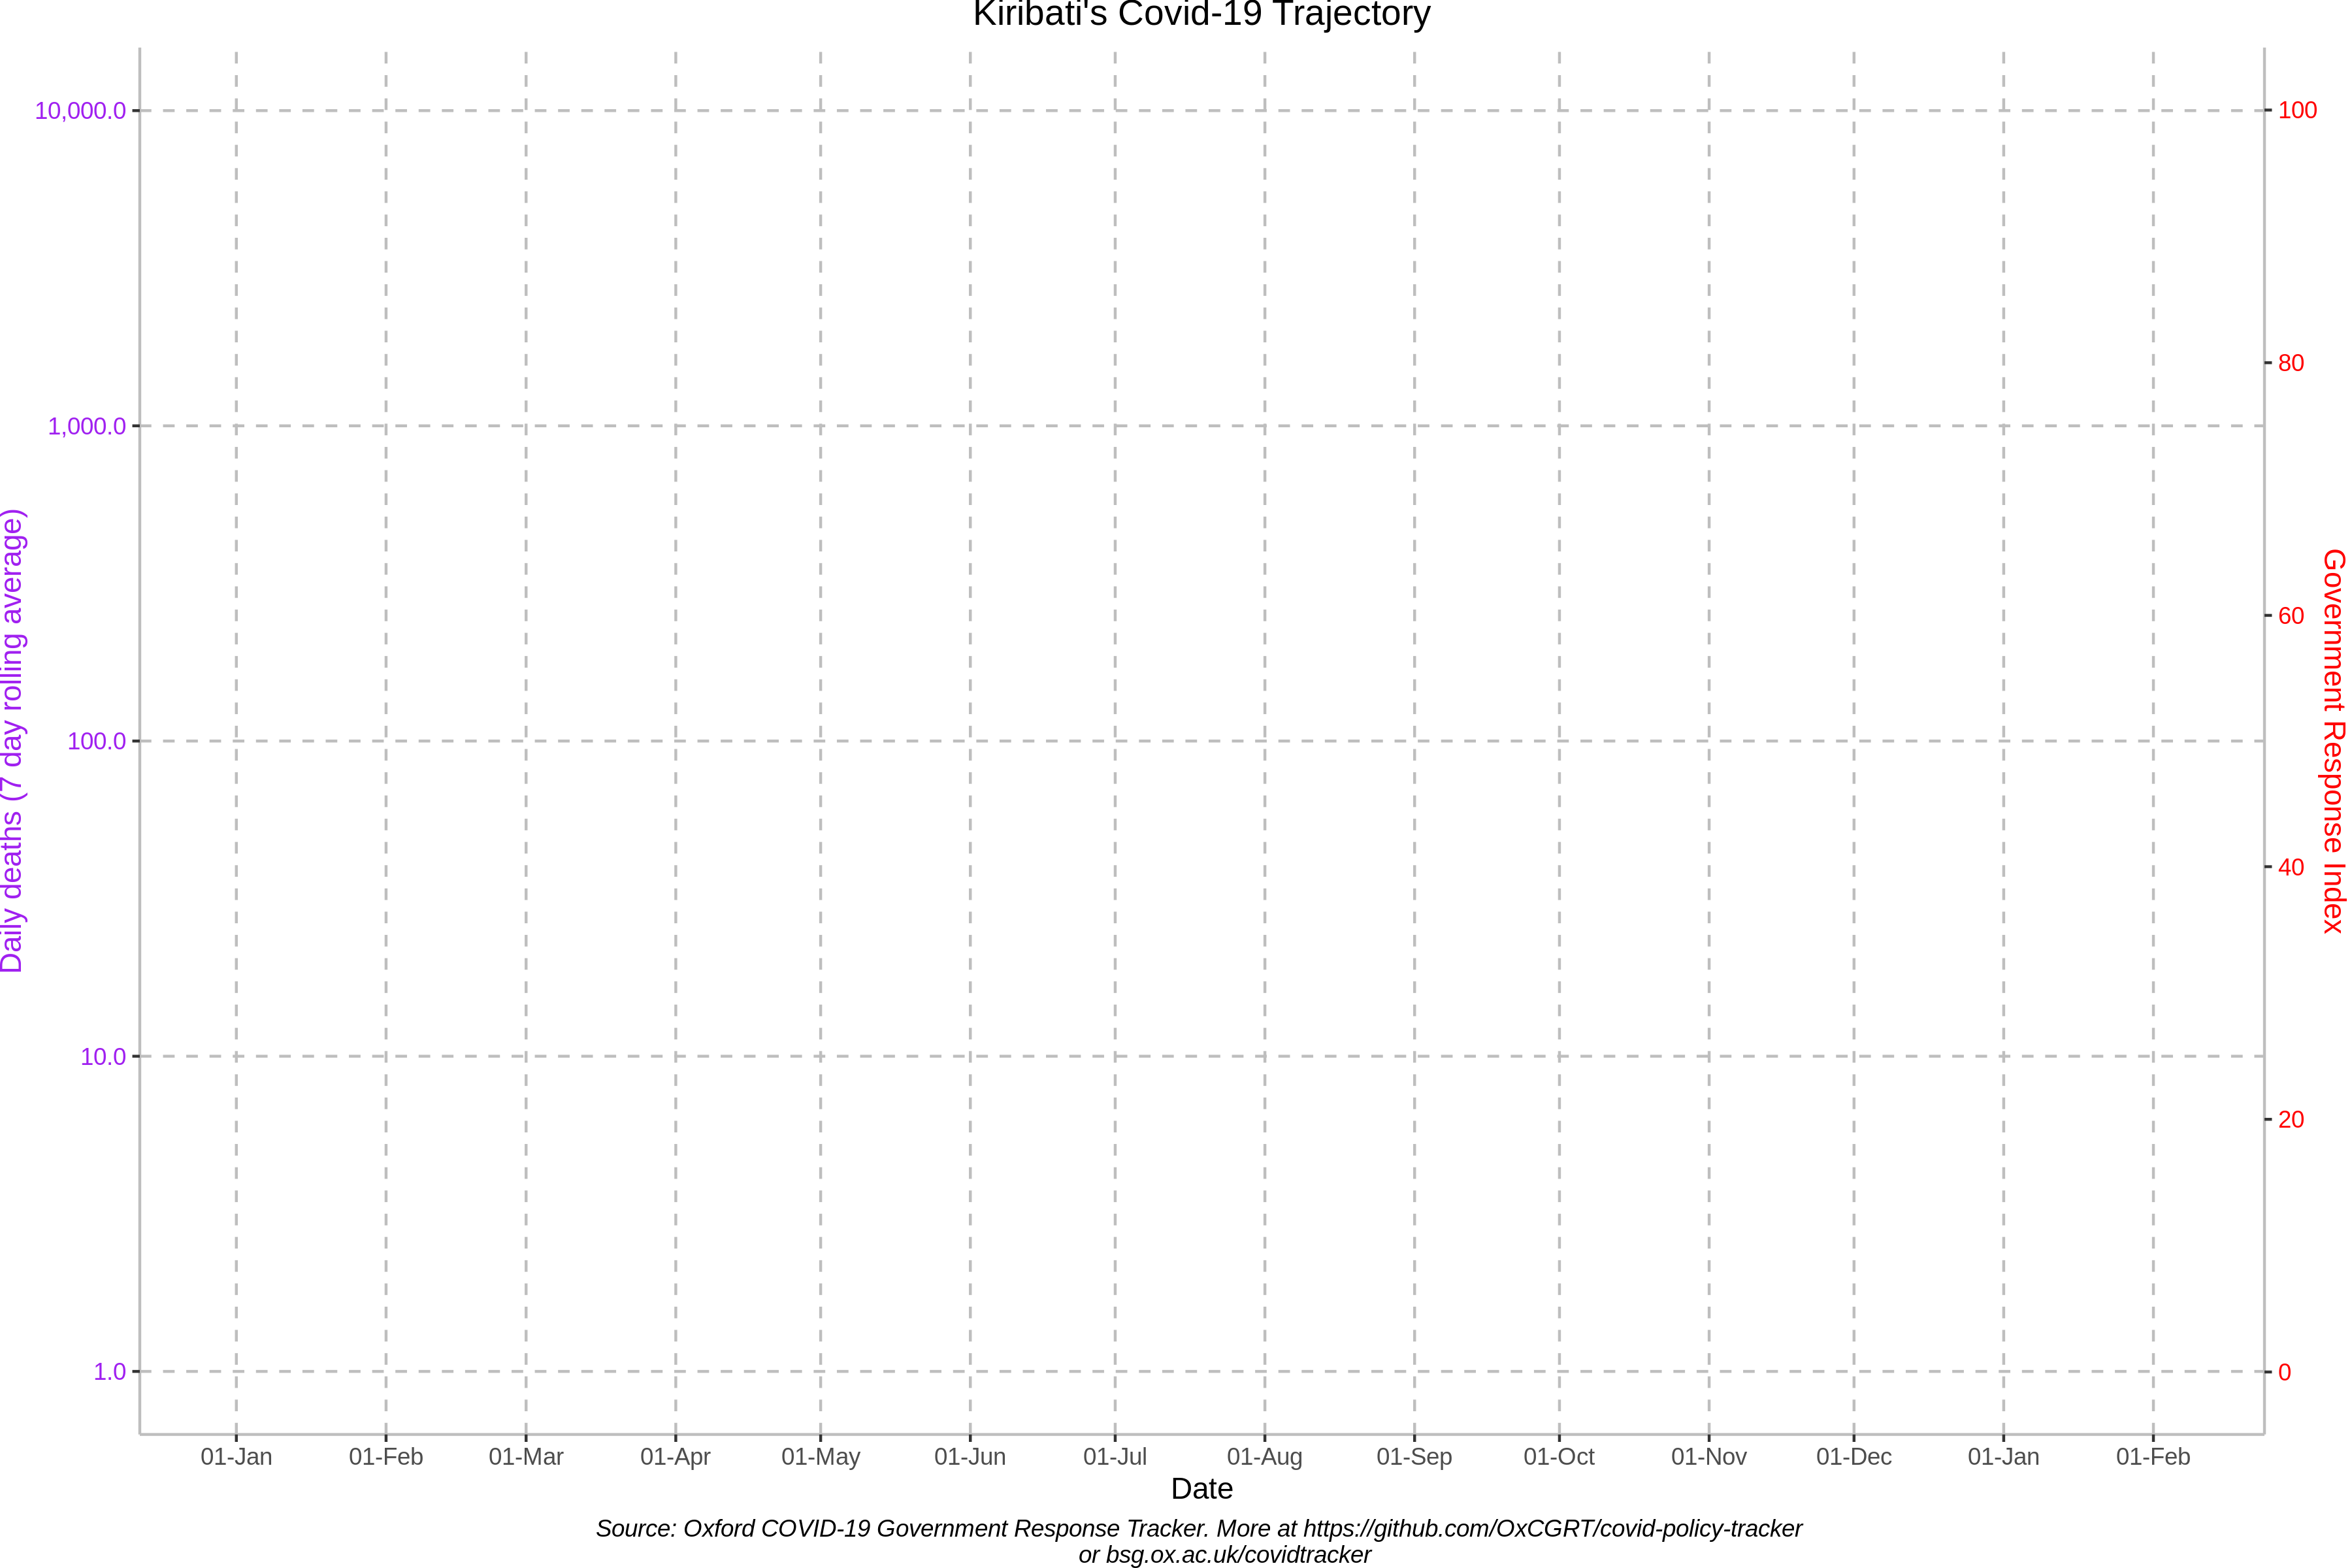 Kiribati's Covid-19 Trajectory
10,000.0
1,000.0
100.0
10.0
1.0
Daily deaths (7 day rolling average)
100
80
60
40
20
0
Government Response Index
01-Jan 01-Feb 01-Mar 01-Apr 01-May 01-Jun 01-Jul 01-Aug 01-Sep 01-Oct 01-Nov 01-Dec 01-Jan 01-Feb
Date
Source: Oxford COVID-19 Government Response Tracker. More at https://github.com/OxCGRT/covid-policy-tracker
or bsg.ox.ac.uk/covidtracker